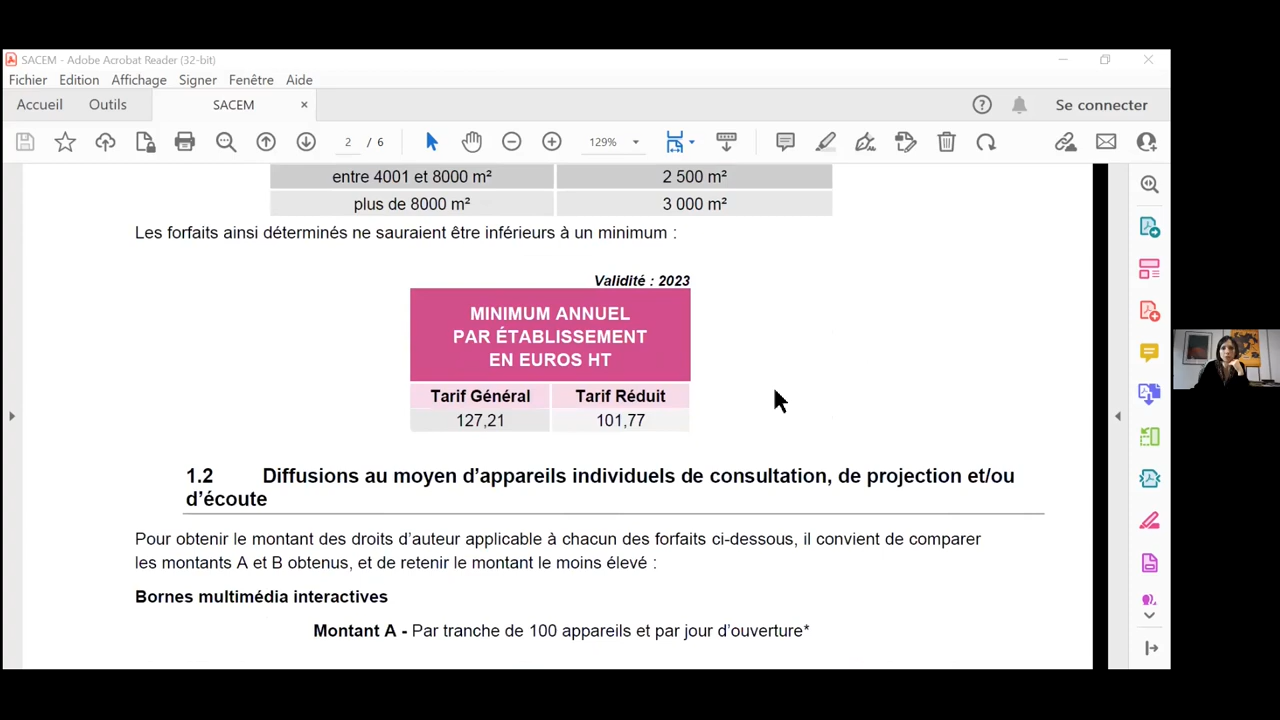 SACEM - Adobe Acrobat Reader (32-bit)
Fichier Edition Affichage Signer Fenêtre Aide
Accueil Outils SACEM × Se connecter
2 / 6 129%
entre 4001 et 8000 m² 2 500 m²
plus de 8000 m² 3 000 m²
Les forfaits ainsi déterminés ne sauraient être inférieurs à un minimum :
Validité : 2023
MINIMUM ANNUEL
PAR ÉTABLISSEMENT
EN EUROS HT
Tarif Général Tarif Réduit
127,21 101,77
1.2 Diffusions au moyen d’appareils individuels de consultation, de projection et/ou
d’écoute
Pour obtenir le montant des droits d’auteur applicable à chacun des forfaits ci-dessous, il convient de comparer
les montants A et B obtenus, et de retenir le montant le moins élevé :
Bornes multimédia interactives
Montant A - Par tranche de 100 appareils et par jour d’ouverture*